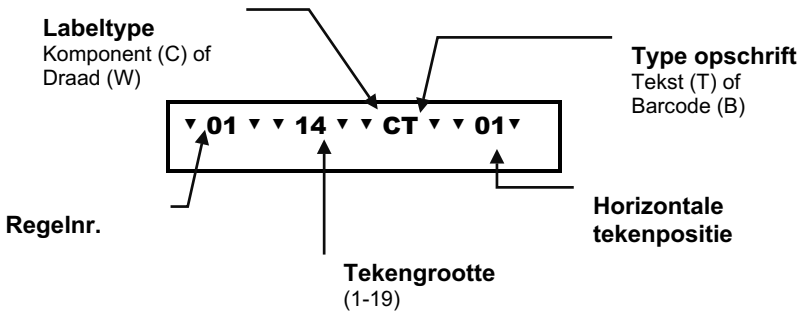 Labeltype
Komponent (C) of
Draad (W)
Type opschrift
Tekst (T) of
Barcode (B)
▼ 01 ▼ ▼ 14 ▼ ▼ CT ▼ ▼ 01▼
Regelnr.
Horizontale
tekenpositie
Tekengrootte
(1-19)